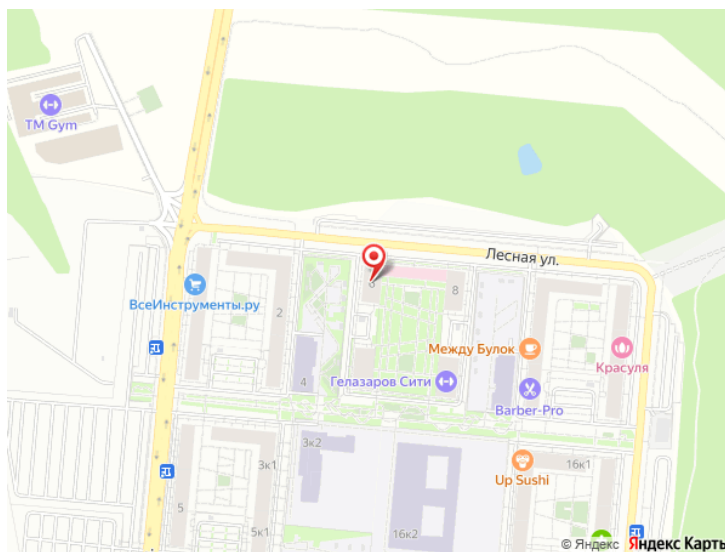 TM Gym
Лесная ул.
ВсеИнструменты.ру
2
6
8
Между Булок
Красуля
4
Гелазаров Сити
Barber-Pro
3к2
3к1
16к1
Up Sushi
5
5к1
16к2
© Яндекс Яндекс Карты